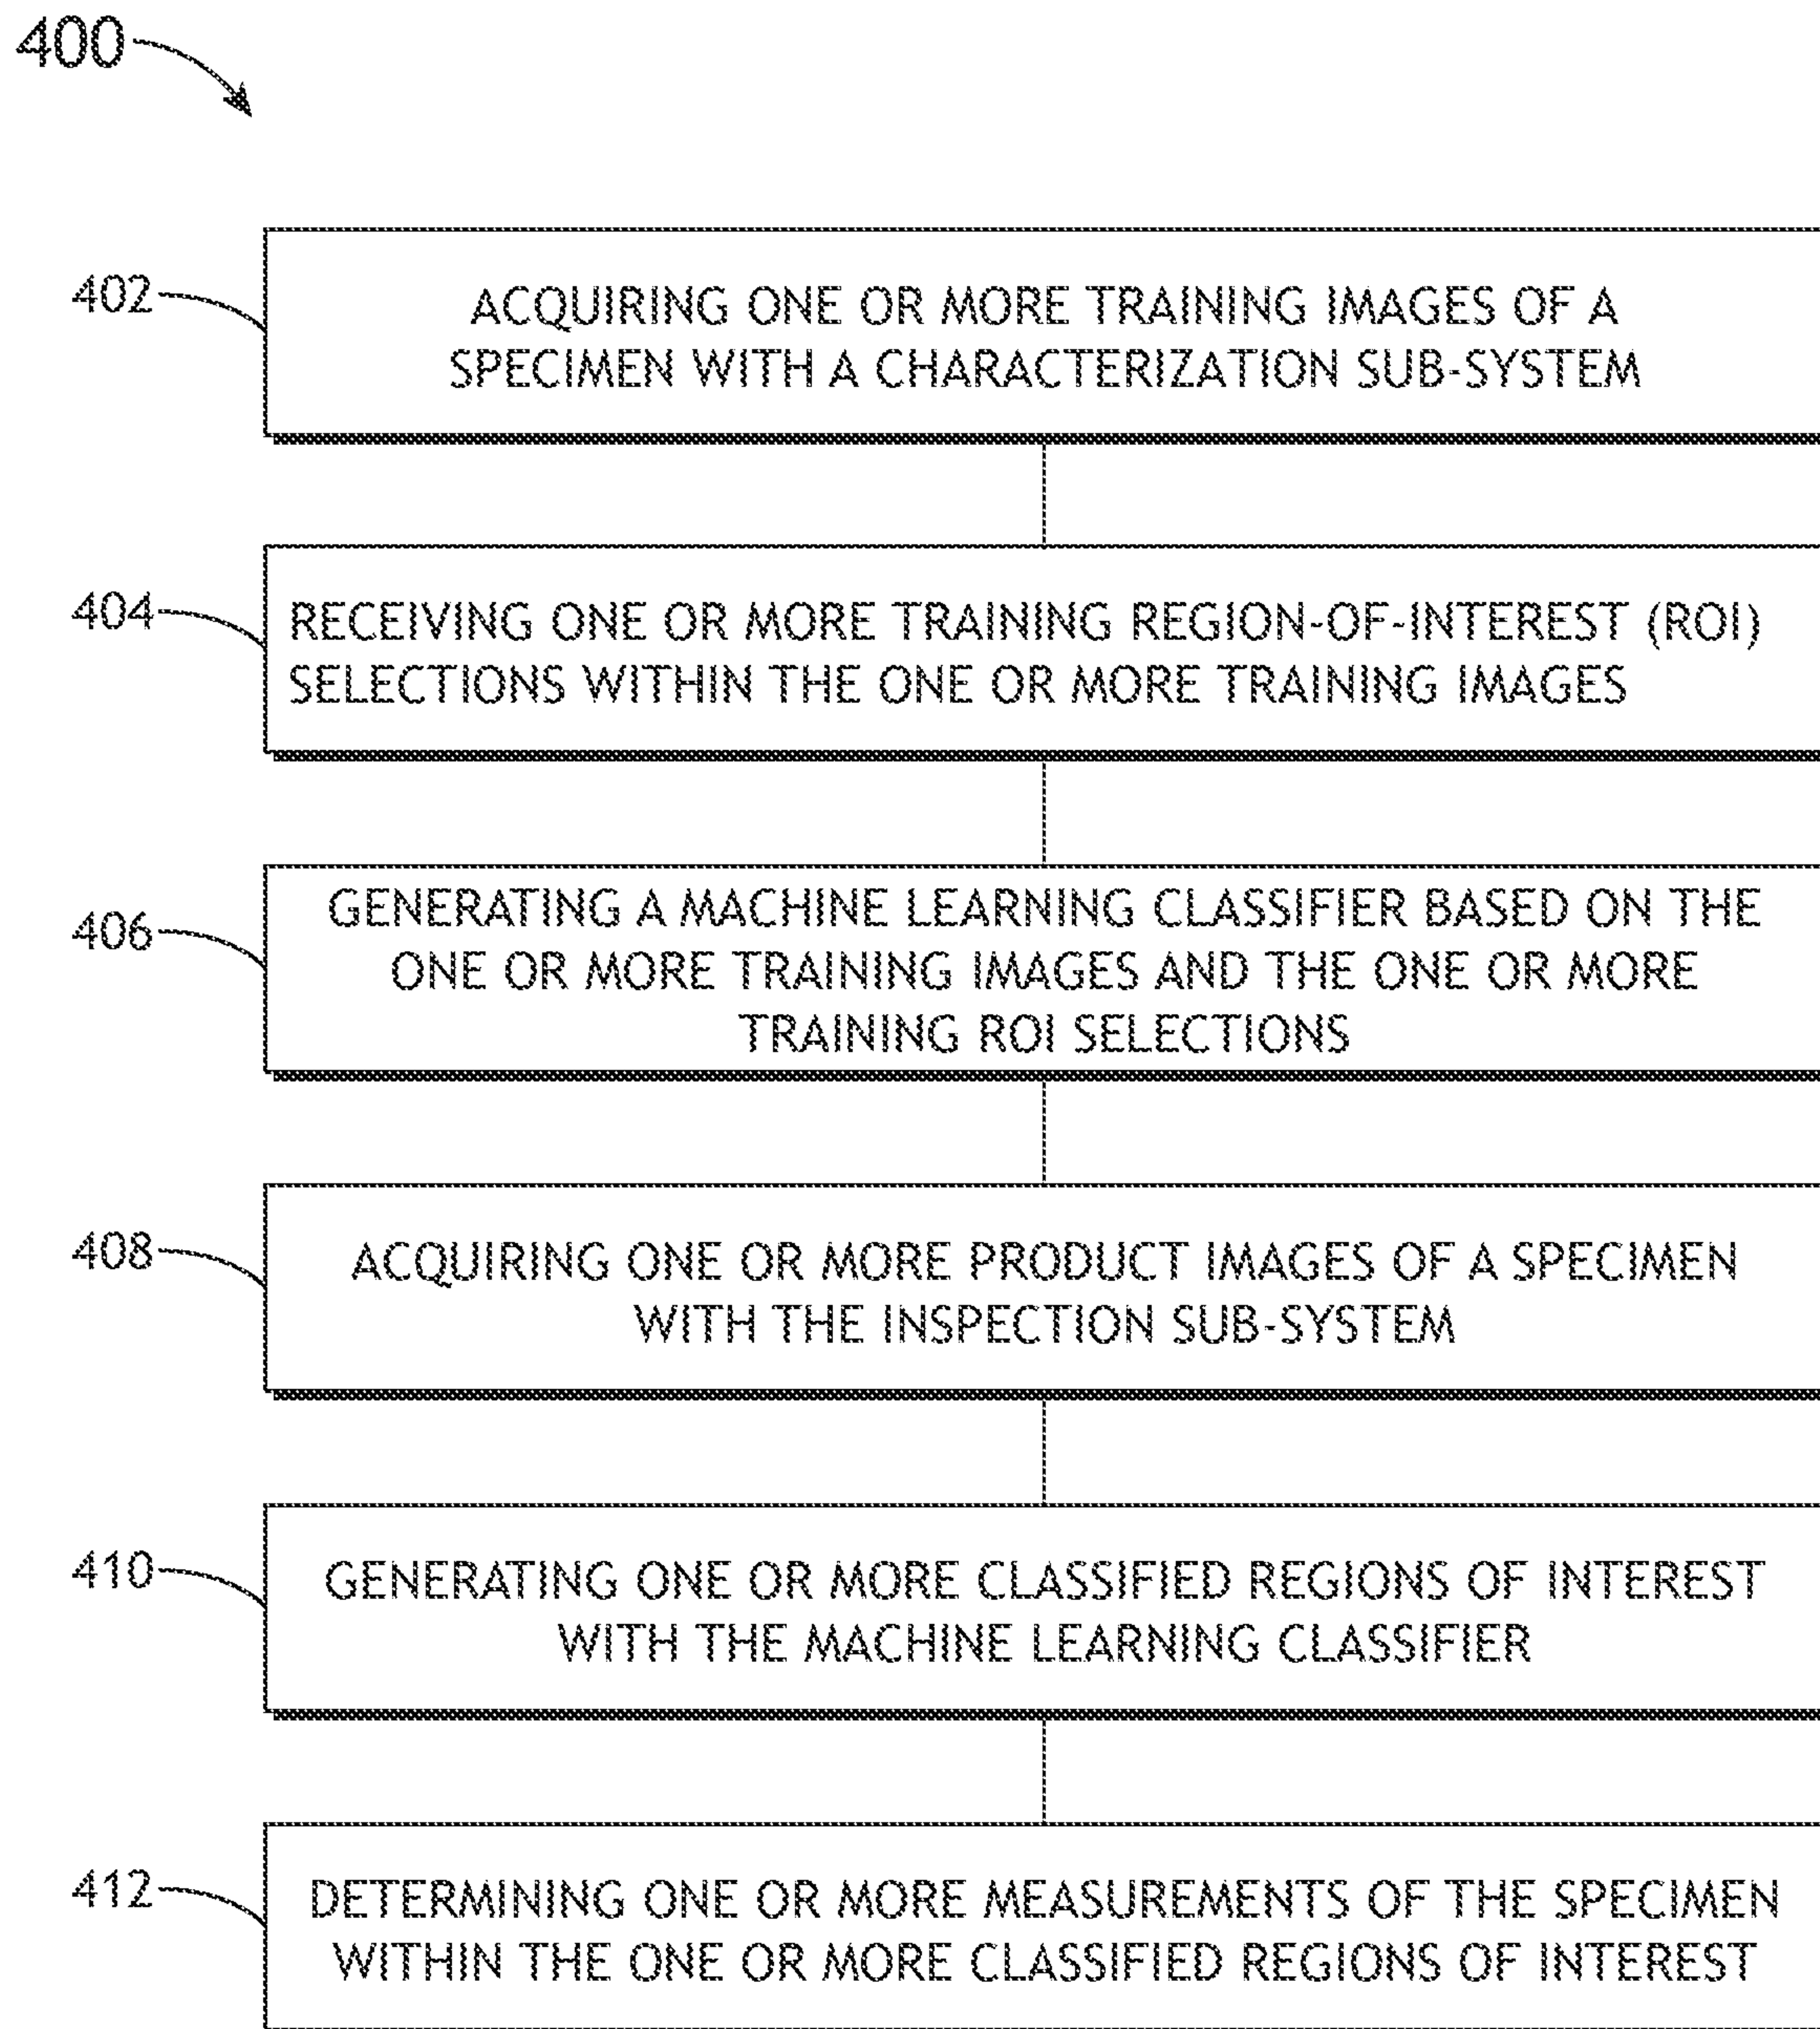 400
402
ACQUIRING ONE OR MORE TRAINING IMAGES OF A
SPECIMEN WITH A CHARACTERIZATION SUB-SYSTEM
404
RECEIVING ONE OR MORE TRAINING REGION-OF-INTEREST (ROI)
SELECTIONS WITHIN THE ONE OR MORE TRAINING IMAGES
406
GENERATING A MACHINE LEARNING CLASSIFIER BASED ON THE
ONE OR MORE TRAINING IMAGES AND THE ONE OR MORE
TRAINING ROI SELECTIONS
408
ACQUIRING ONE OR MORE PRODUCT IMAGES OF A SPECIMEN
WITH THE INSPECTION SUB-SYSTEM
410
GENERATING ONE OR MORE CLASSIFIED REGIONS OF INTEREST
WITH THE MACHINE LEARNING CLASSIFIER
412
DETERMINING ONE OR MORE MEASUREMENTS OF THE SPECIMEN
WITHIN THE ONE OR MORE CLASSIFIED REGIONS OF INTEREST